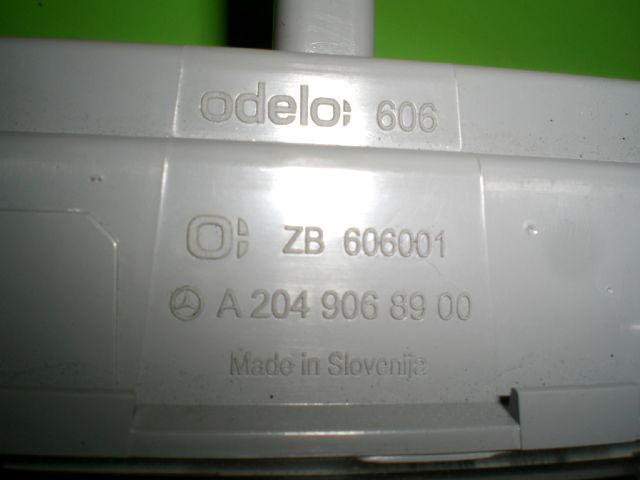 odelo 606
ZB 606001
A 204 906 89 00
Made in Slovenija